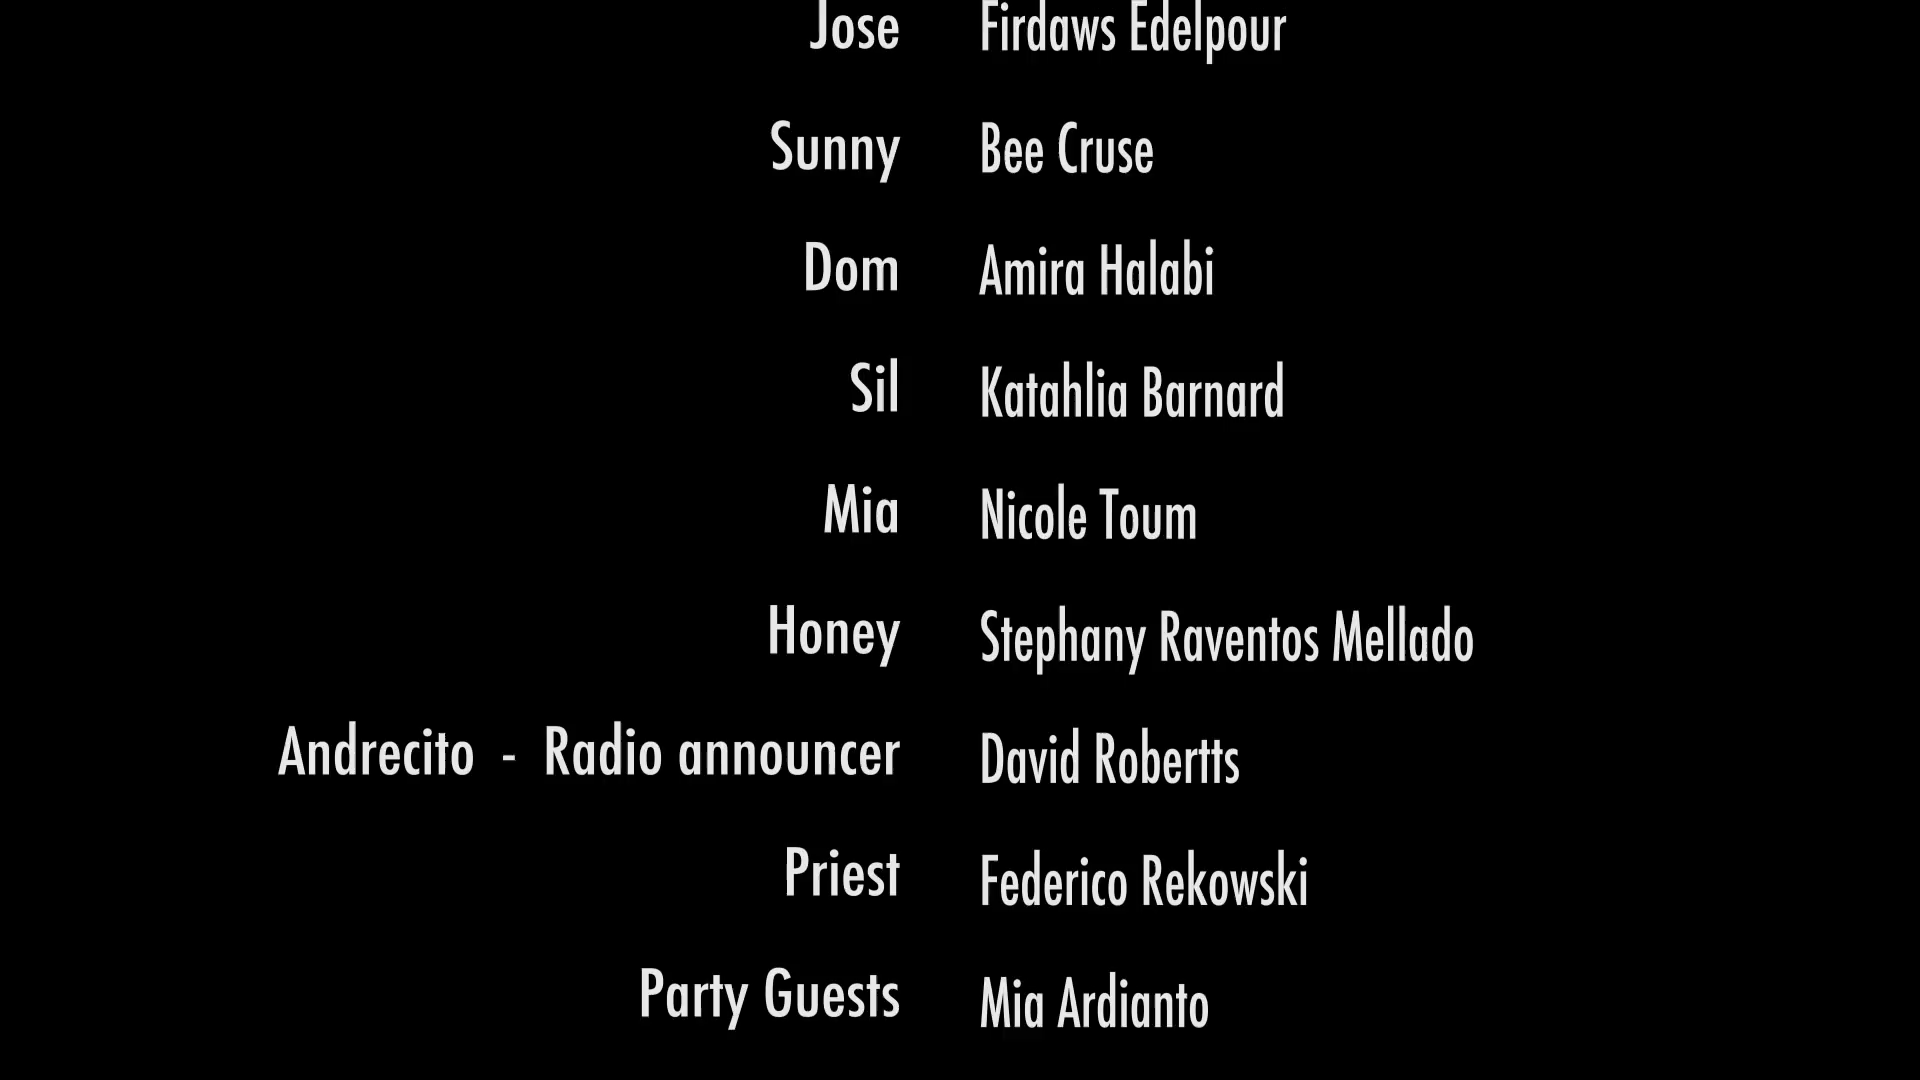 Jose Firdaws Edelpour
Sunny Bee Cruse
Dom Amira Halabi
Sil Katahlia Barnard
Mia Nicole Toum
Honey Stephany Raventos Mellado
Andrecito - Radio announcer David Robertts
Priest Federico Rekowski
Party Guests Mia Ardianto